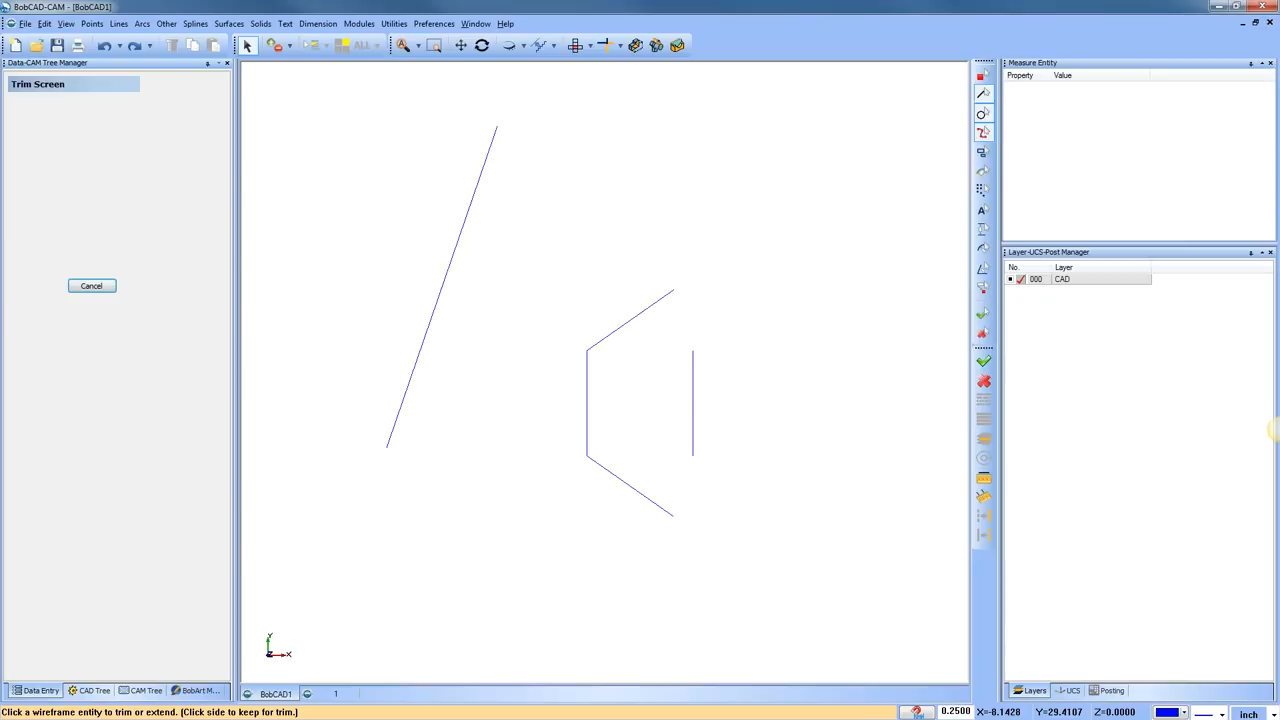 BobCAD-CAM - [BobCAD1]
File Edit View Points Lines Arcs Other Splines Surfaces Solids Text Dimension Modules Utilities Preferences Window Help
ALL
Data-CAM Tree Manager
Trim Screen
Cancel
Measure Entity
Property Value
Layer-UCS-Post Manager
No. Layer
000 CAD
A
Y
Z X
Data Entry CAD Tree CAM Tree BobArt M...
BobCAD1 1
Layers UCS Posting
Click a wireframe entity to trim or extend. (Click side to keep for trim.)
0.2500 X=-8.1428 Y=29.4107 Z=0.0000 inch